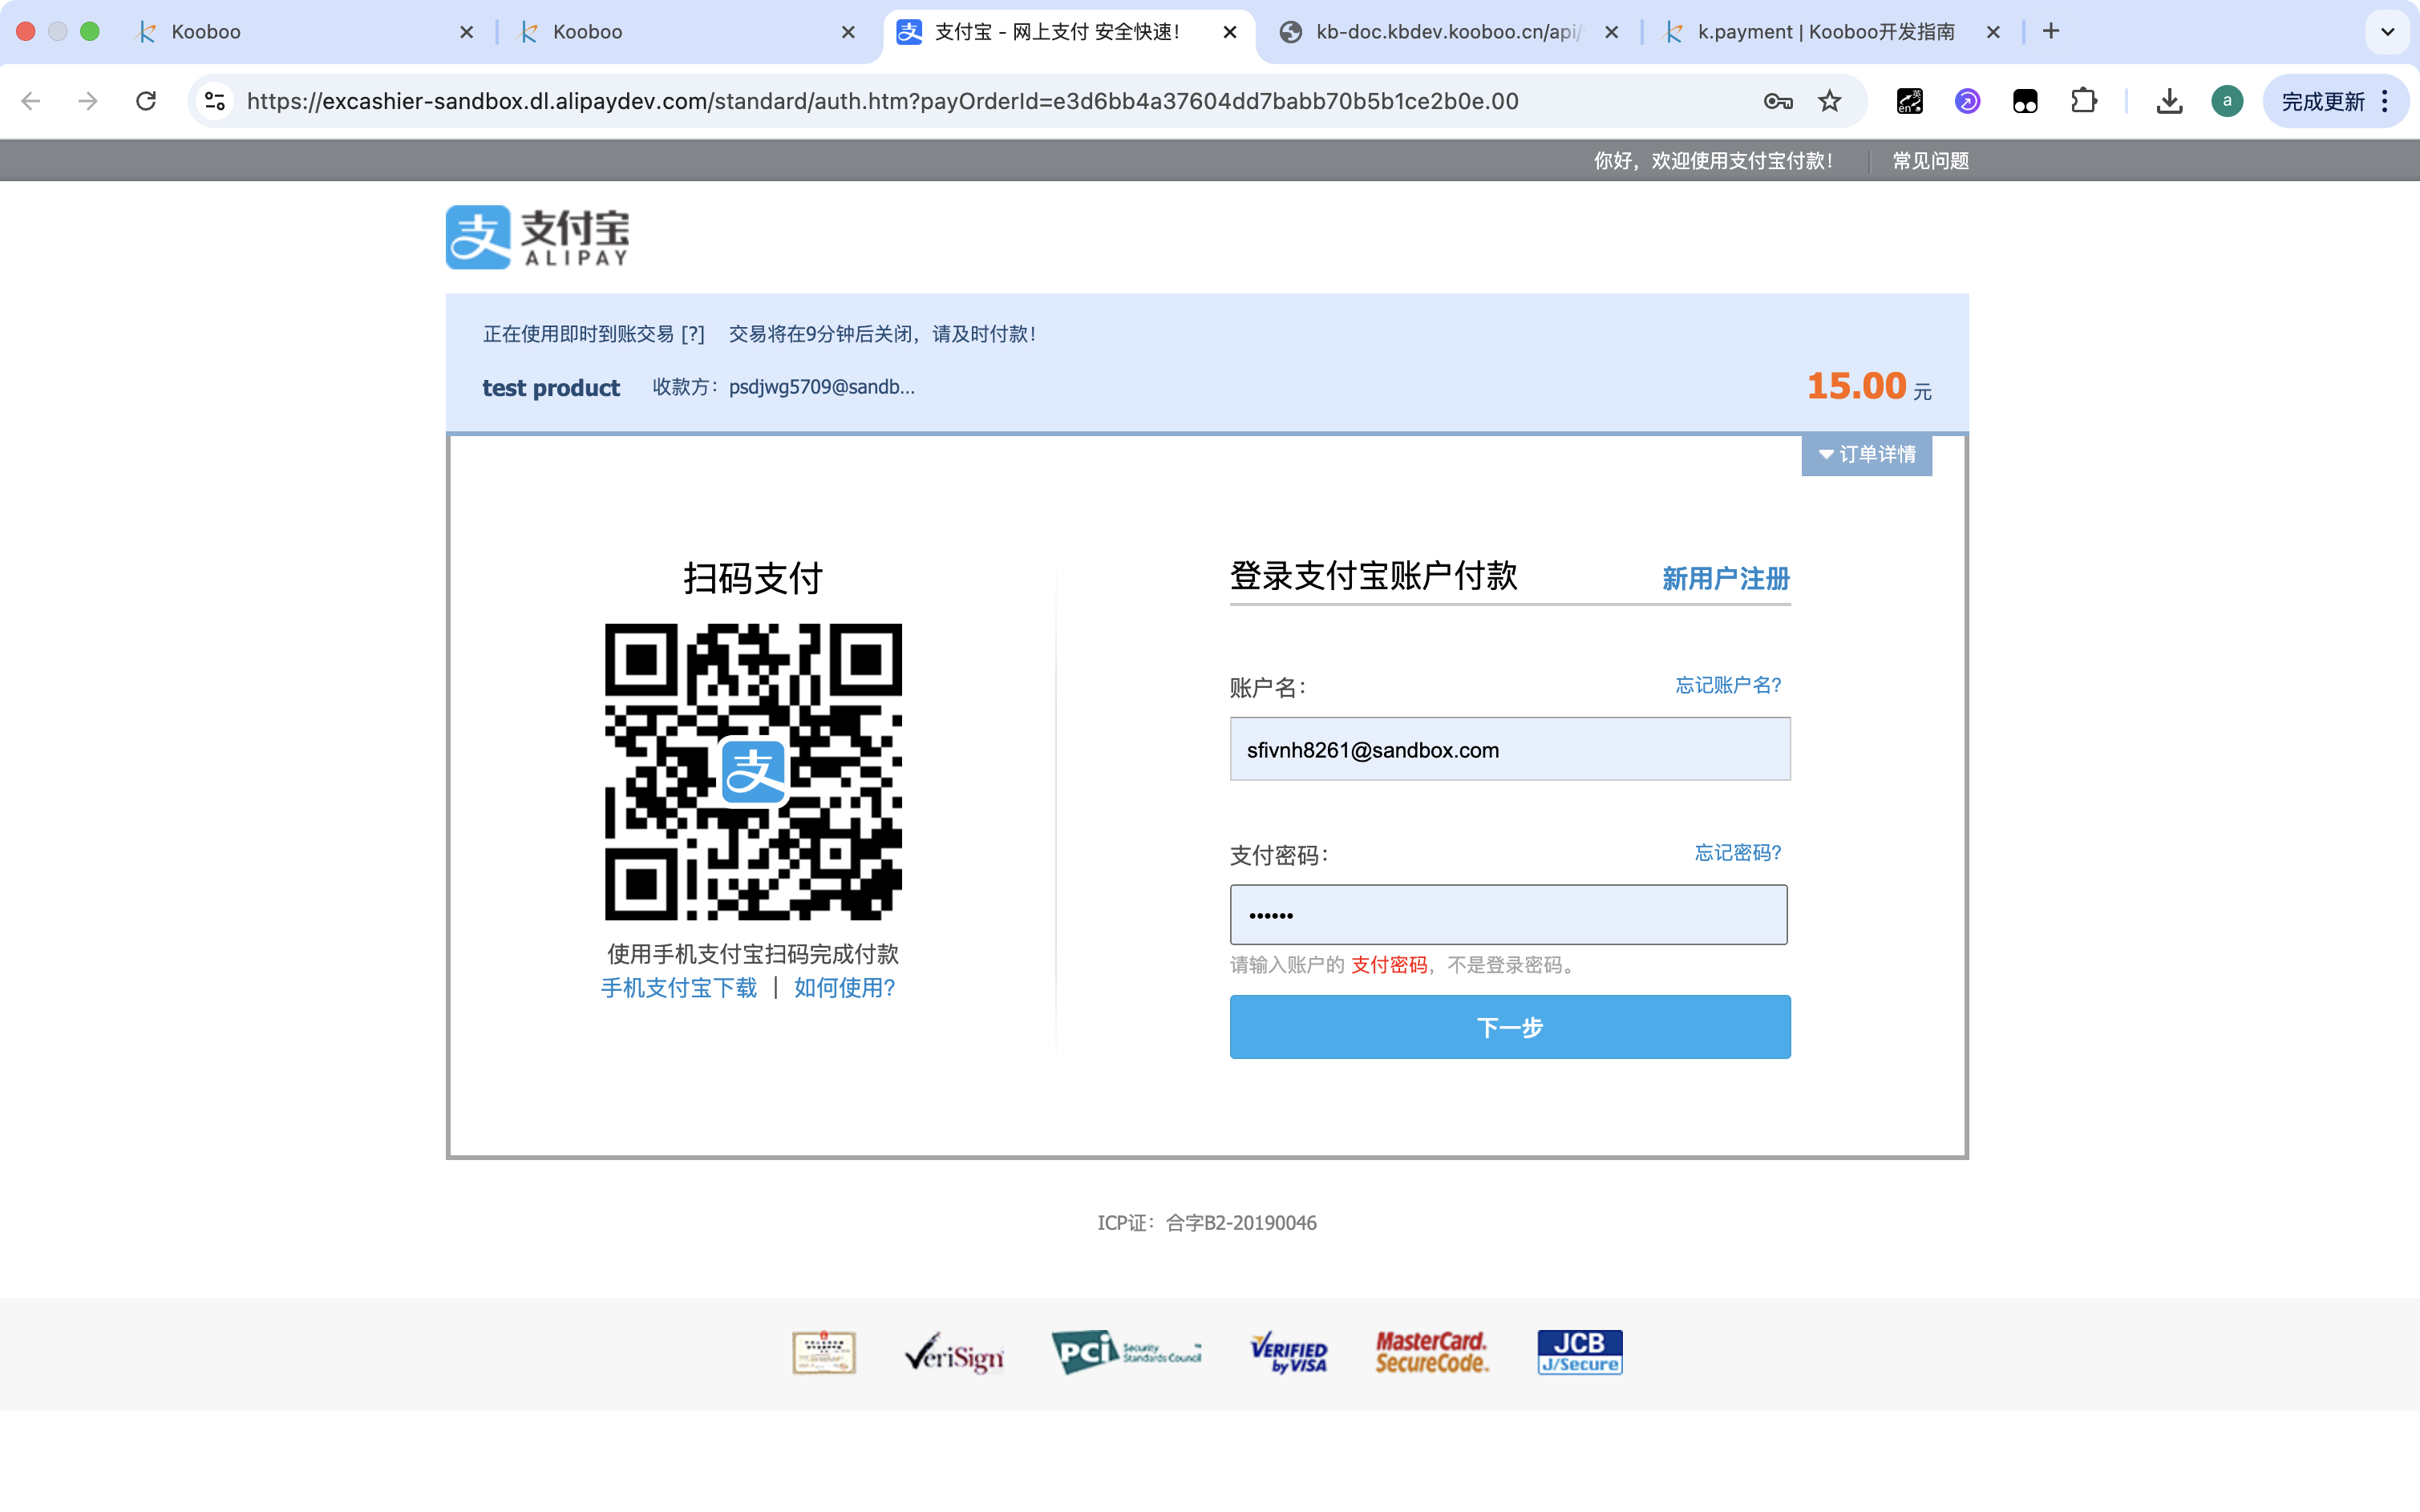 Kooboo
Kooboo
支付宝 - 网上支付 安全快速!
kb-doc.kbdev.kooboo.cn/api/
k.payment | Kooboo开发指南
https://excashier-sandbox.dl.alipaydev.com/standard/auth.htm?payOrderId=e3d6bb4a37604dd7babb70b5b1ce2b0e.00
en
英
a
完成更新
你好，欢迎使用支付宝付款！
常见问题
支付宝
ALIPAY
正在使用即时到账交易 [?] 交易将在9分钟后关闭，请及时付款！
test product 收款方：psdjwg5709@sandb...
15.00 元
订单详情
扫码支付
支
使用手机支付宝扫码完成付款
手机支付宝下载 | 如何使用?
登录支付宝账户付款
新用户注册
账户名：
忘记账户名?
sfivnh8261@sandbox.com
支付密码：
忘记密码?
••••••
请输入账户的 支付密码，不是登录密码。
下一步
ICP证：合字B2-20190046
VeriSign
PCi Security Standards Council
VERIFIED by VISA
MasterCard. SecureCode.
JCB
J/Secure